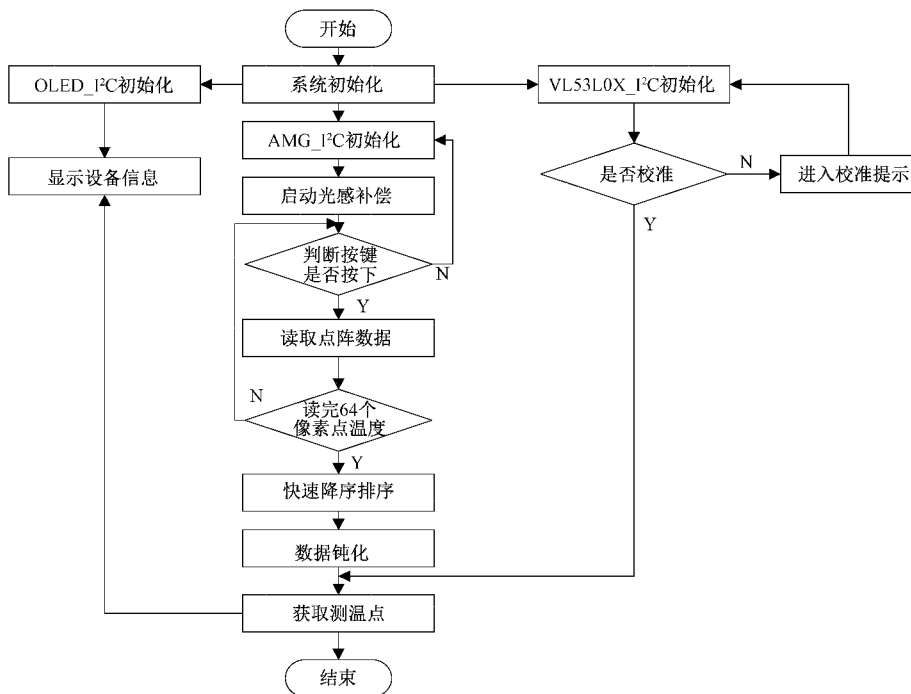 开始
OLED_I²C初始化
系统初始化
VL53L0X_I²C初始化
AMG_I²C初始化
显示设备信息
启动光感补偿
是否校准
N
进入校准提示
Y
判断按键
是否按下
N
Y
读取点阵数据
N
读完64个
像素点温度
Y
快速降序排序
数据钝化
获取测温点
结束